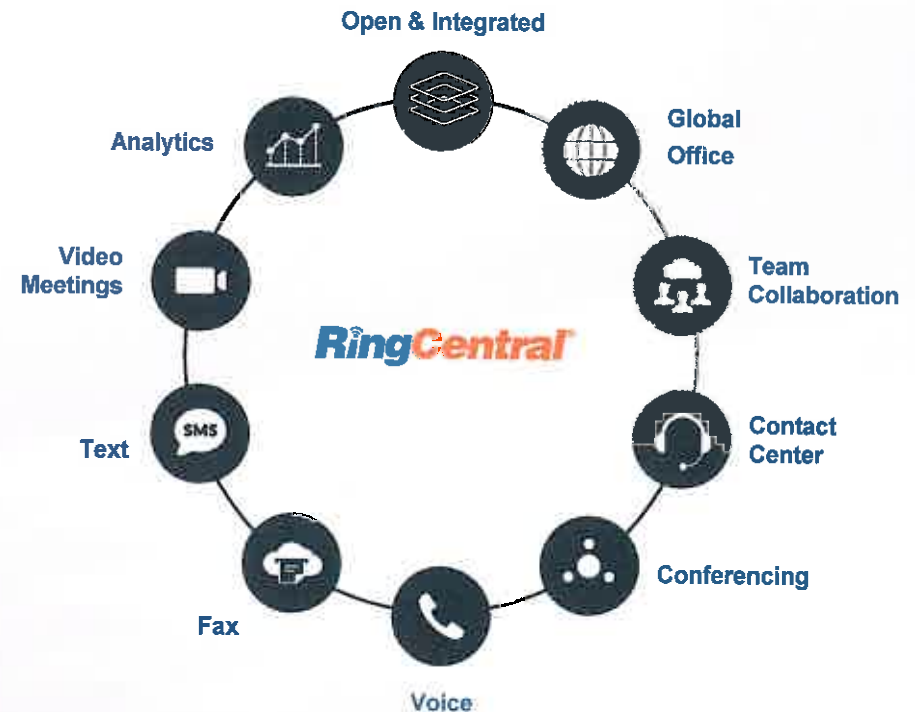 Open & Integrated
Global
Office
Analytics
Team
Collaboration
Video
Meetings
RingCentral
Contact
Center
SMS
Text
Conferencing
Fax
Voice